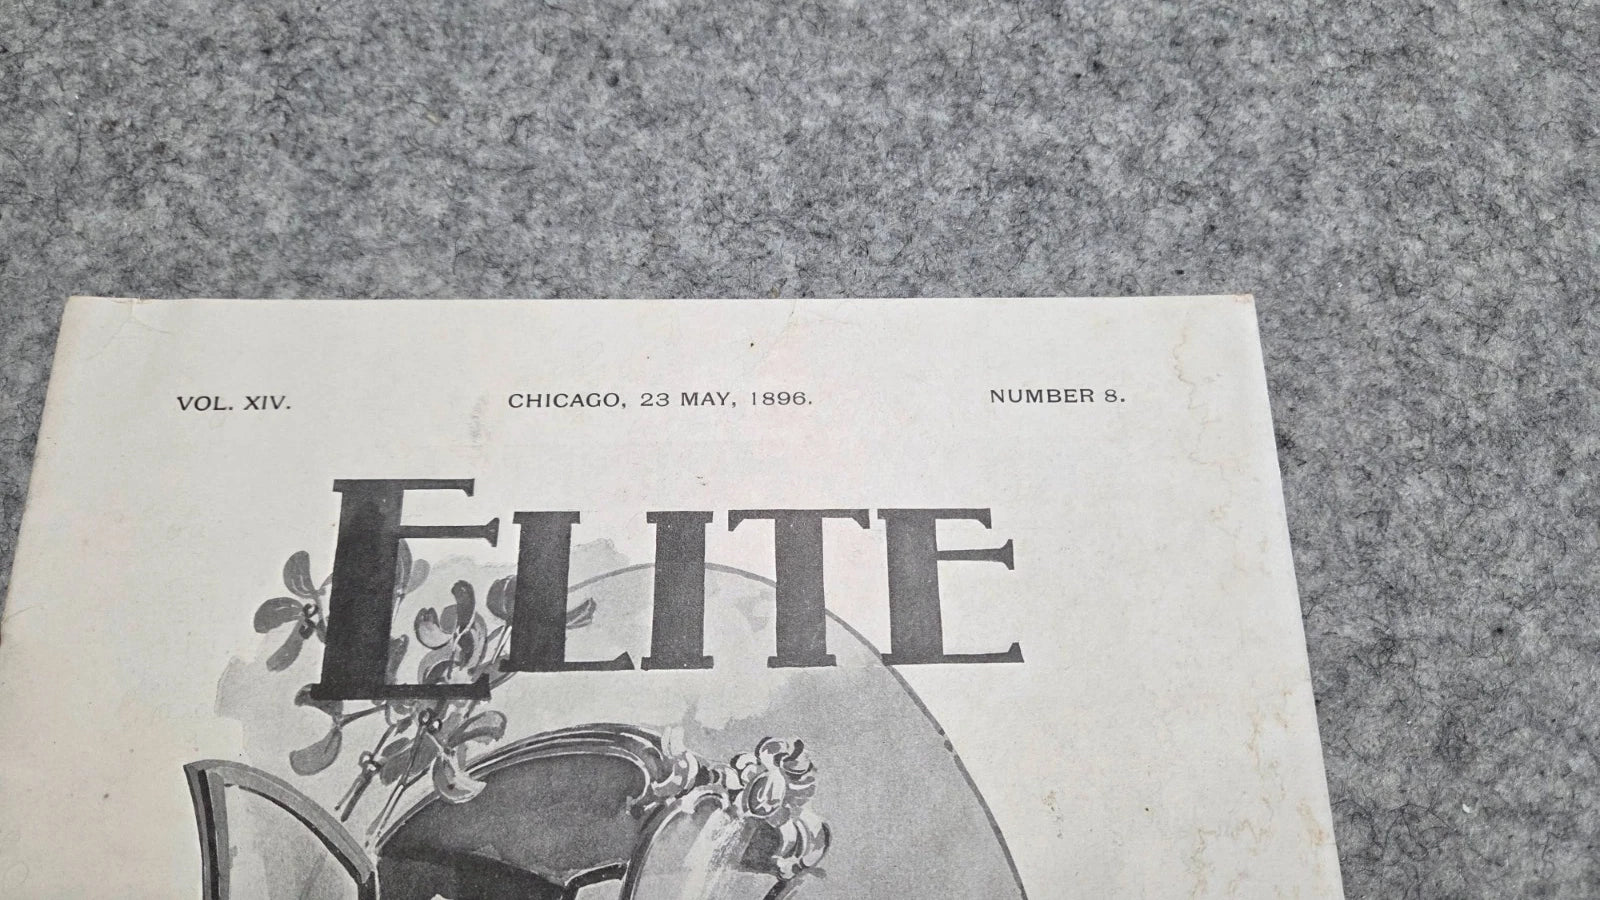 VOL. XIV. CHICAGO, 23 MAY, 1896. NUMBER 8.
ELITE